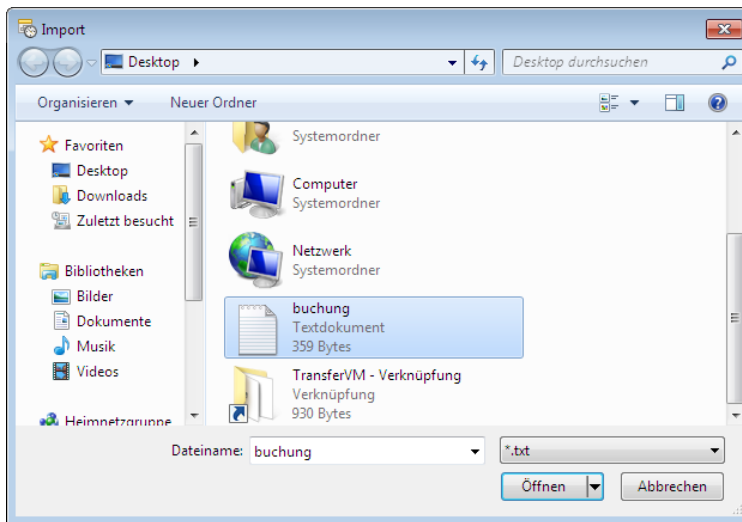 Import
Desktop
Desktop durchsuchen
Organisieren
Neuer Ordner
Favoriten
Desktop
Downloads
Zuletzt besucht
Bibliotheken
Bilder
Dokumente
Musik
Videos
Heimnetzgruppe
Systemordner
Computer
Systemordner
Netzwerk
Systemordner
buchung
Textdokument
359 Bytes
TransferVM - Verknüpfung
Verknüpfung
930 Bytes
Dateiname: buchung
*.txt
Öffnen
Abbrechen